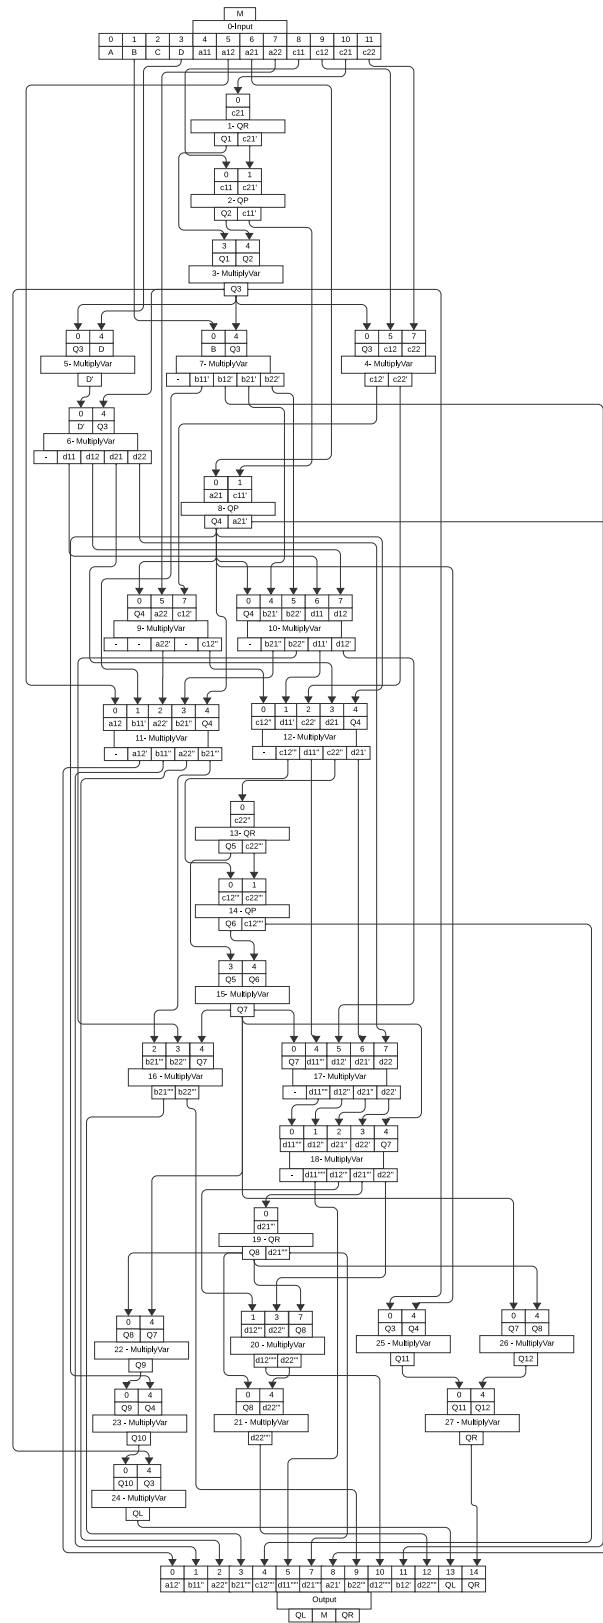 M
0-Input
0 1 2 3 4 5 6 7 8 9 10 11
A B C D a11 a12 a21 a22 c11 c12 c21 c22
0
c21
1- QR
Q1 c21'
0 1
c11 c21'
2- QP
Q2 c11'
3 4
Q1 Q2
3- MultiplyVar
Q3
0 4
Q3 D
5- MultiplyVar
D'
0 4
B Q3
7- MultiplyVar
- b11' b12' b21' b22'
0 5 7
Q3 c12 c22
4- MultiplyVar
c12' c22'
0 4
D' Q3
6- MultiplyVar
- d11 d12 d21 d22
0 1
a21 c11'
8- QP
Q4 a21'
0 5 7
Q4 a22 c12'
9- MultiplyVar
- - a22' - c12''
0 4 5 6 7
Q4 b21' b22' d11 d12
10- MultiplyVar
- b21'' b22'' d11' d12'
0 1 2 3 4
a12 b11' a22' b21'' Q4
11- MultiplyVar
- a12' b11'' a22'' b21'''
0 1 2 3 4
c12'' d11' c22' d21 Q4
12- MultiplyVar
- c12''' d11'' c22'' d21'
0
c22''
13- QR
Q5 c22'''
0 1
c12''' c22'''
14 - QP
Q6 c12''''
3 4
Q5 Q6
15- MultiplyVar
Q7
2 3 4
b21''' b22'' Q7
16 - MultiplyVar
b21'''' b22'''
0 4 5 6 7
Q7 d11''' d12' d21' d22
17- MultiplyVar
- d11'''' d12'' d21'' d22'
0 1 2 3 4
d11'''' d12'' d21'' d22' Q7
18- MultiplyVar
- d11''''' d12''' d21''' d22''
0
d21'''
19 - QR
Q8 d21''''
0 4
Q8 Q7
22 - MultiplyVar
Q9
1 3 7
d12''' d22'' Q8
20 - MultiplyVar
d12'''' d22'''
0 4
Q3 Q4
25 - MultiplyVar
Q11
0 4
Q7 Q8
26 - MultiplyVar
Q12
0 4
Q9 Q4
23 - MultiplyVar
Q10
0 4
Q8 d22'''
21 - MultiplyVar
d22''''
0 4
Q11 Q12
27 - MultiplyVar
QR
0 4
Q10 Q3
24 - MultiplyVar
QL
0 1 2 3 4 5 6 7 8 9 10 11 12 13 14
a12' b11'' a22'' b21'''' c12'''' d11''''' d21'''' a21' b22''' d12'''' b12' d22'''' QL QR
Output
QL M QR